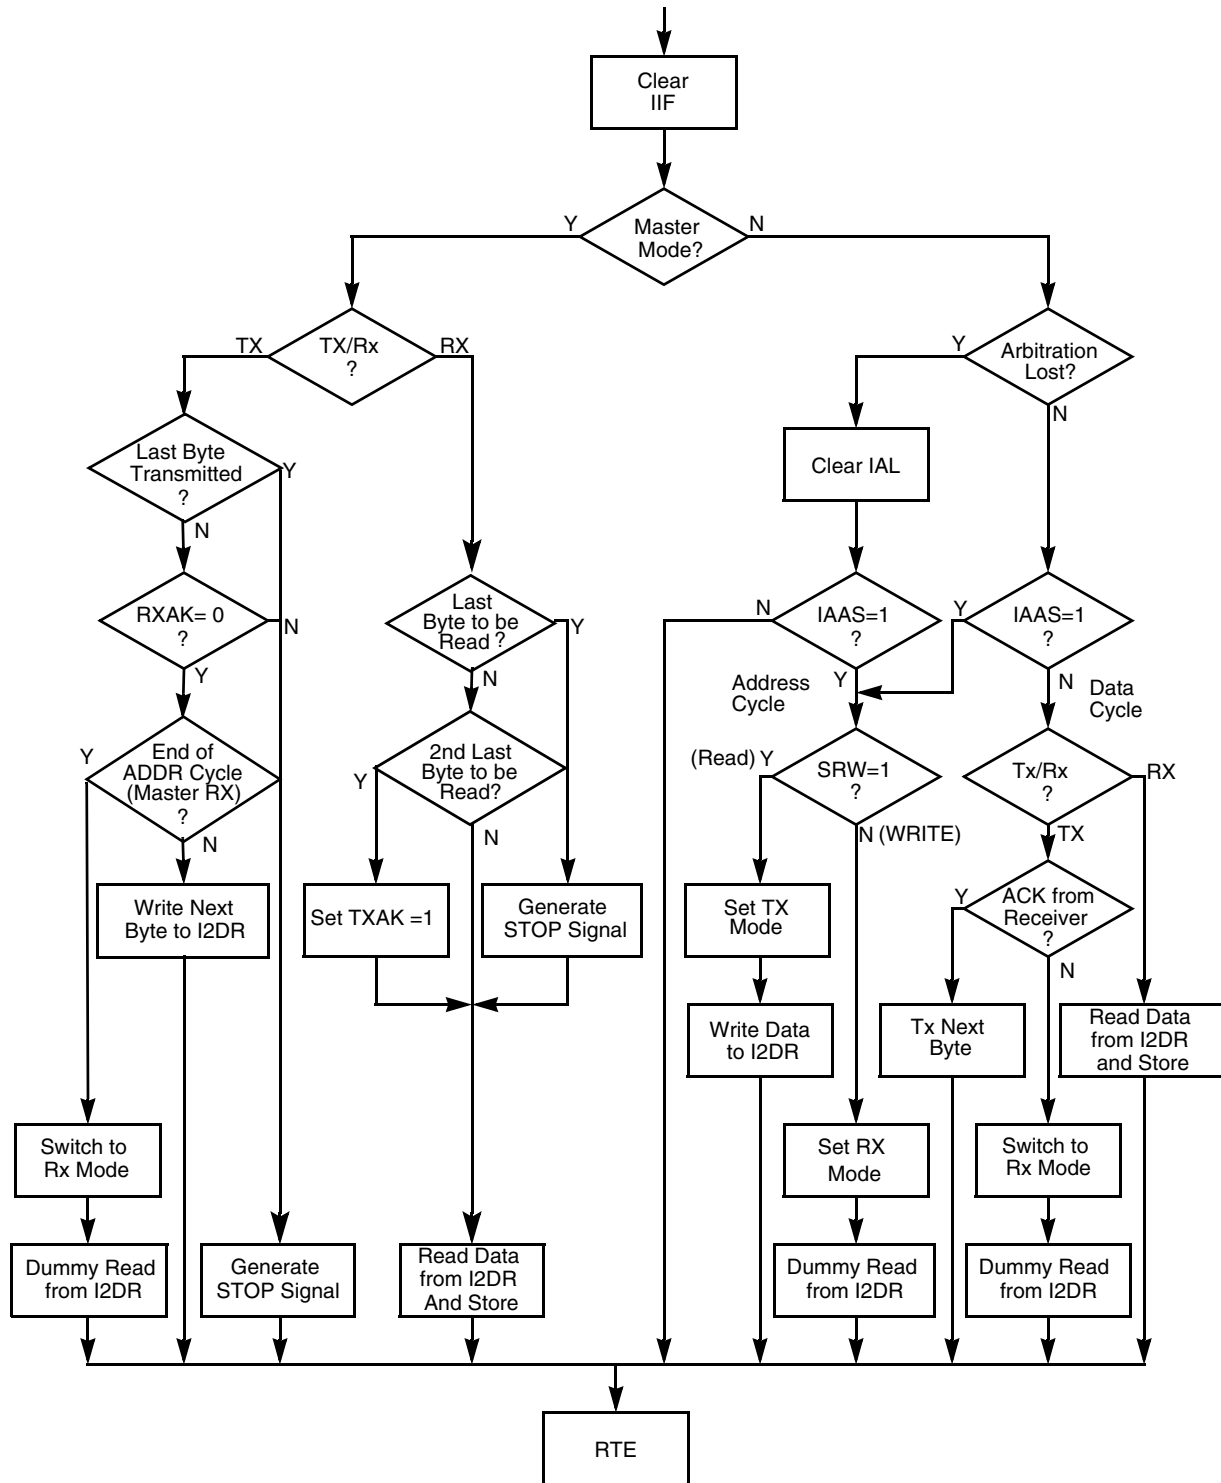 Clear
IIF
Y
Master
Mode?
N
TX
TX/Rx
?
RX
Y
Arbitration
Lost?
N
Last Byte
Transmitted
?
Y
N
Clear IAL
RXAK= 0
?
N
Y
Last
Byte to be
Read ?
Y
N
N
IAAS=1
?
Y
Y
IAAS=1
?
N
Address
Cycle
Data
Cycle
Y
End of
ADDR Cycle
(Master RX)
?
N
Y
2nd Last
Byte to be
Read?
N
(Read) Y
SRW=1
?
N (WRITE)
Tx/Rx
?
RX
TX
Write Next
Byte to I2DR
Set TXAK =1
Generate
STOP Signal
Set TX
Mode
Y
ACK from
Receiver
?
N
Write Data
to I2DR
Tx Next
Byte
Read Data
from I2DR
and Store
Switch to
Rx Mode
Set RX
Mode
Switch to
Rx Mode
Dummy Read
from I2DR
Generate
STOP Signal
Read Data
from I2DR
And Store
Dummy Read
from I2DR
Dummy Read
from I2DR
RTE